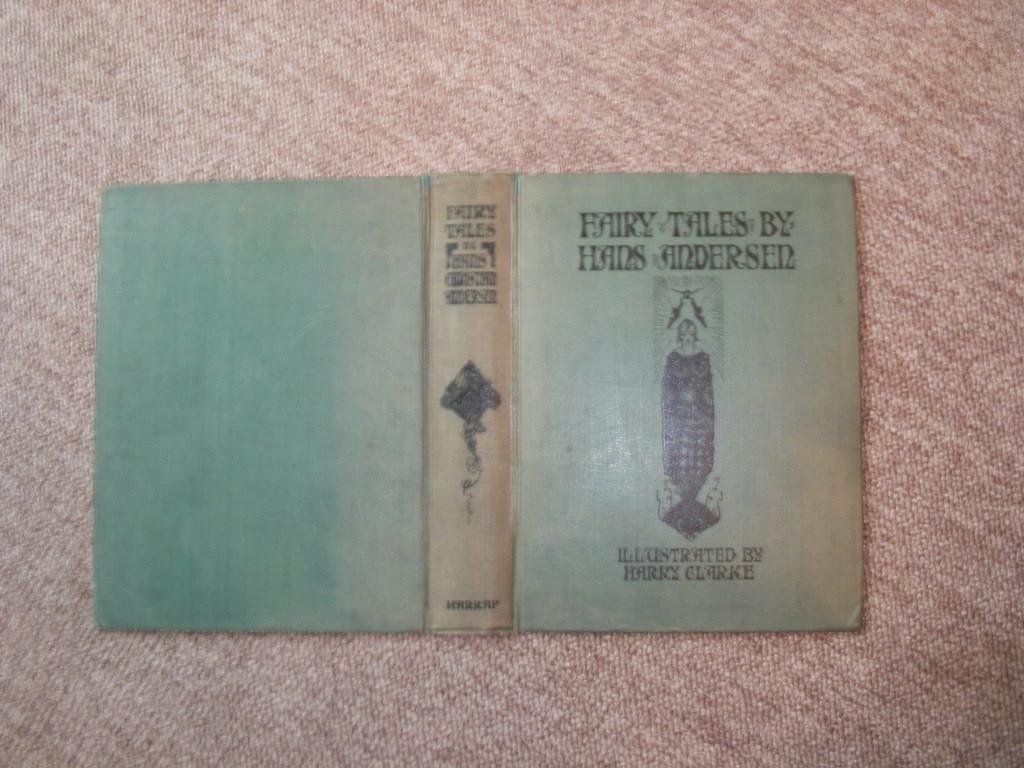 FAIRY
TALES
BY
HANS
CHRISTIAN
ANDERSEN
HARRAP
FAIRY TALES BY
HANS ANDERSEN
ILLUSTRATED BY
HARRY CLARKE